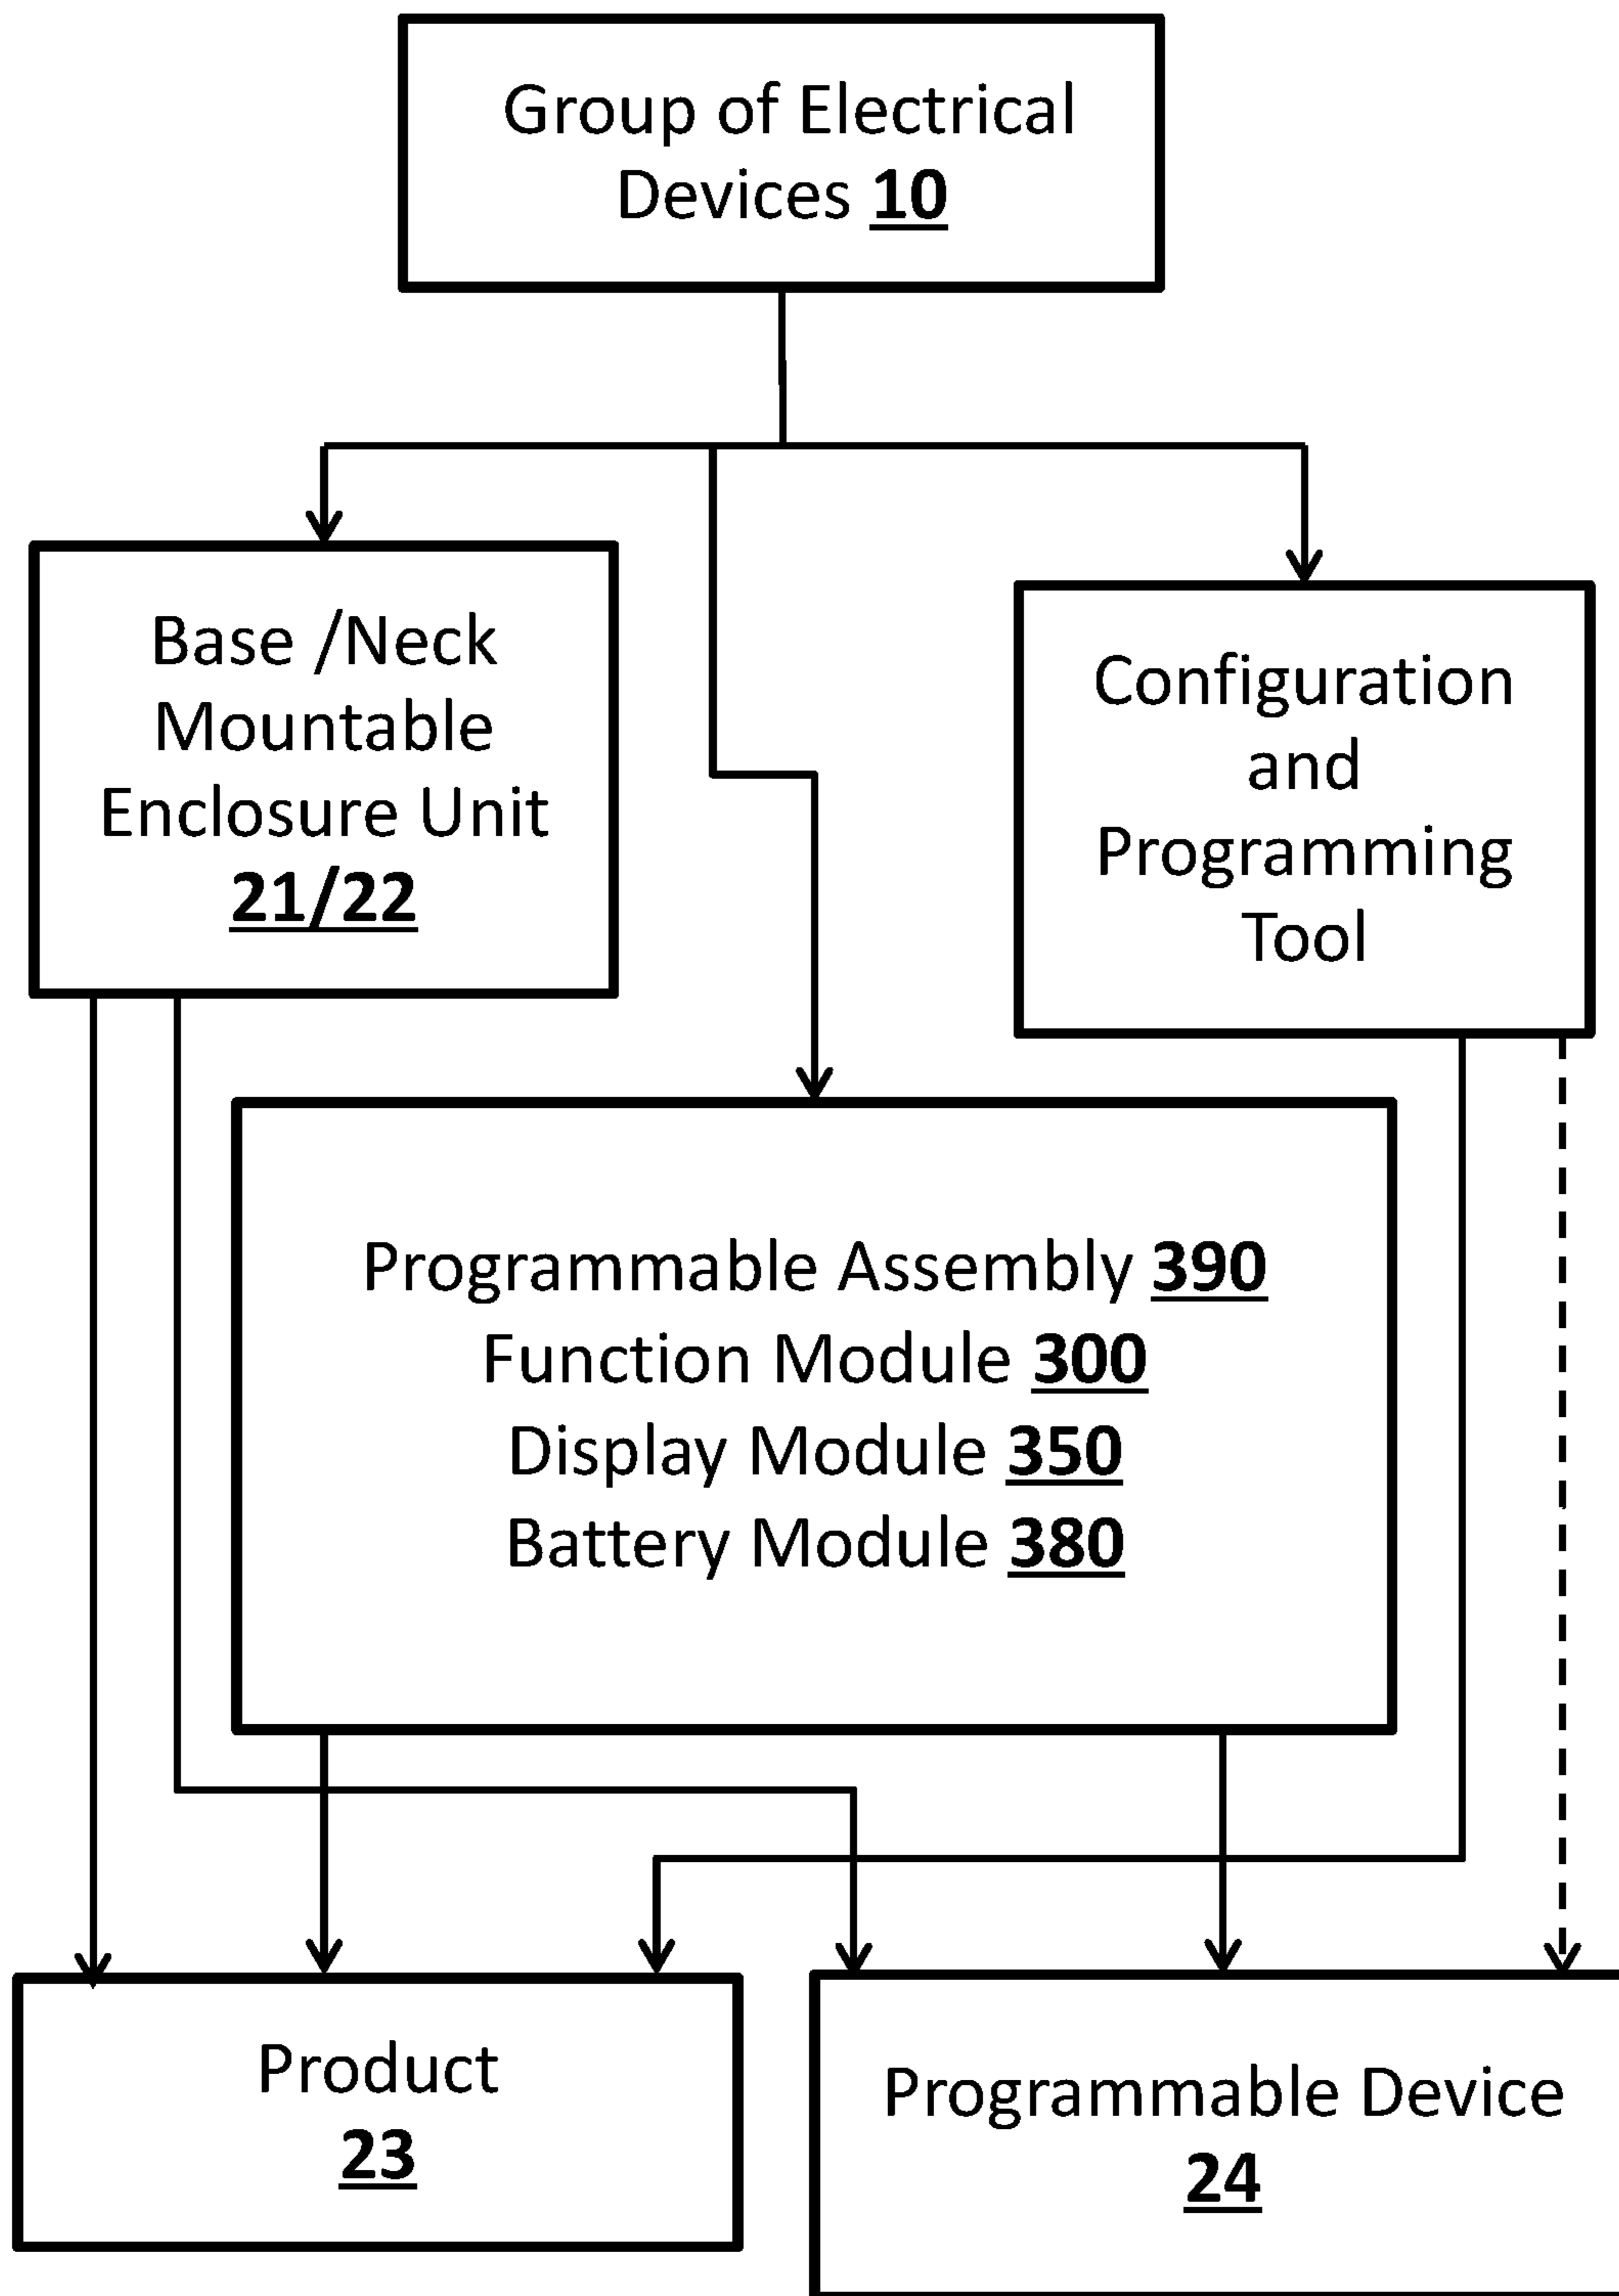 Group of Electrical
Devices 10
Base /Neck
Mountable
Enclosure Unit
21/22
Configuration
and
Programming
Tool
Programmable Assembly 390
Function Module 300
Display Module 350
Battery Module 380
Product
23
Programmable Device
24